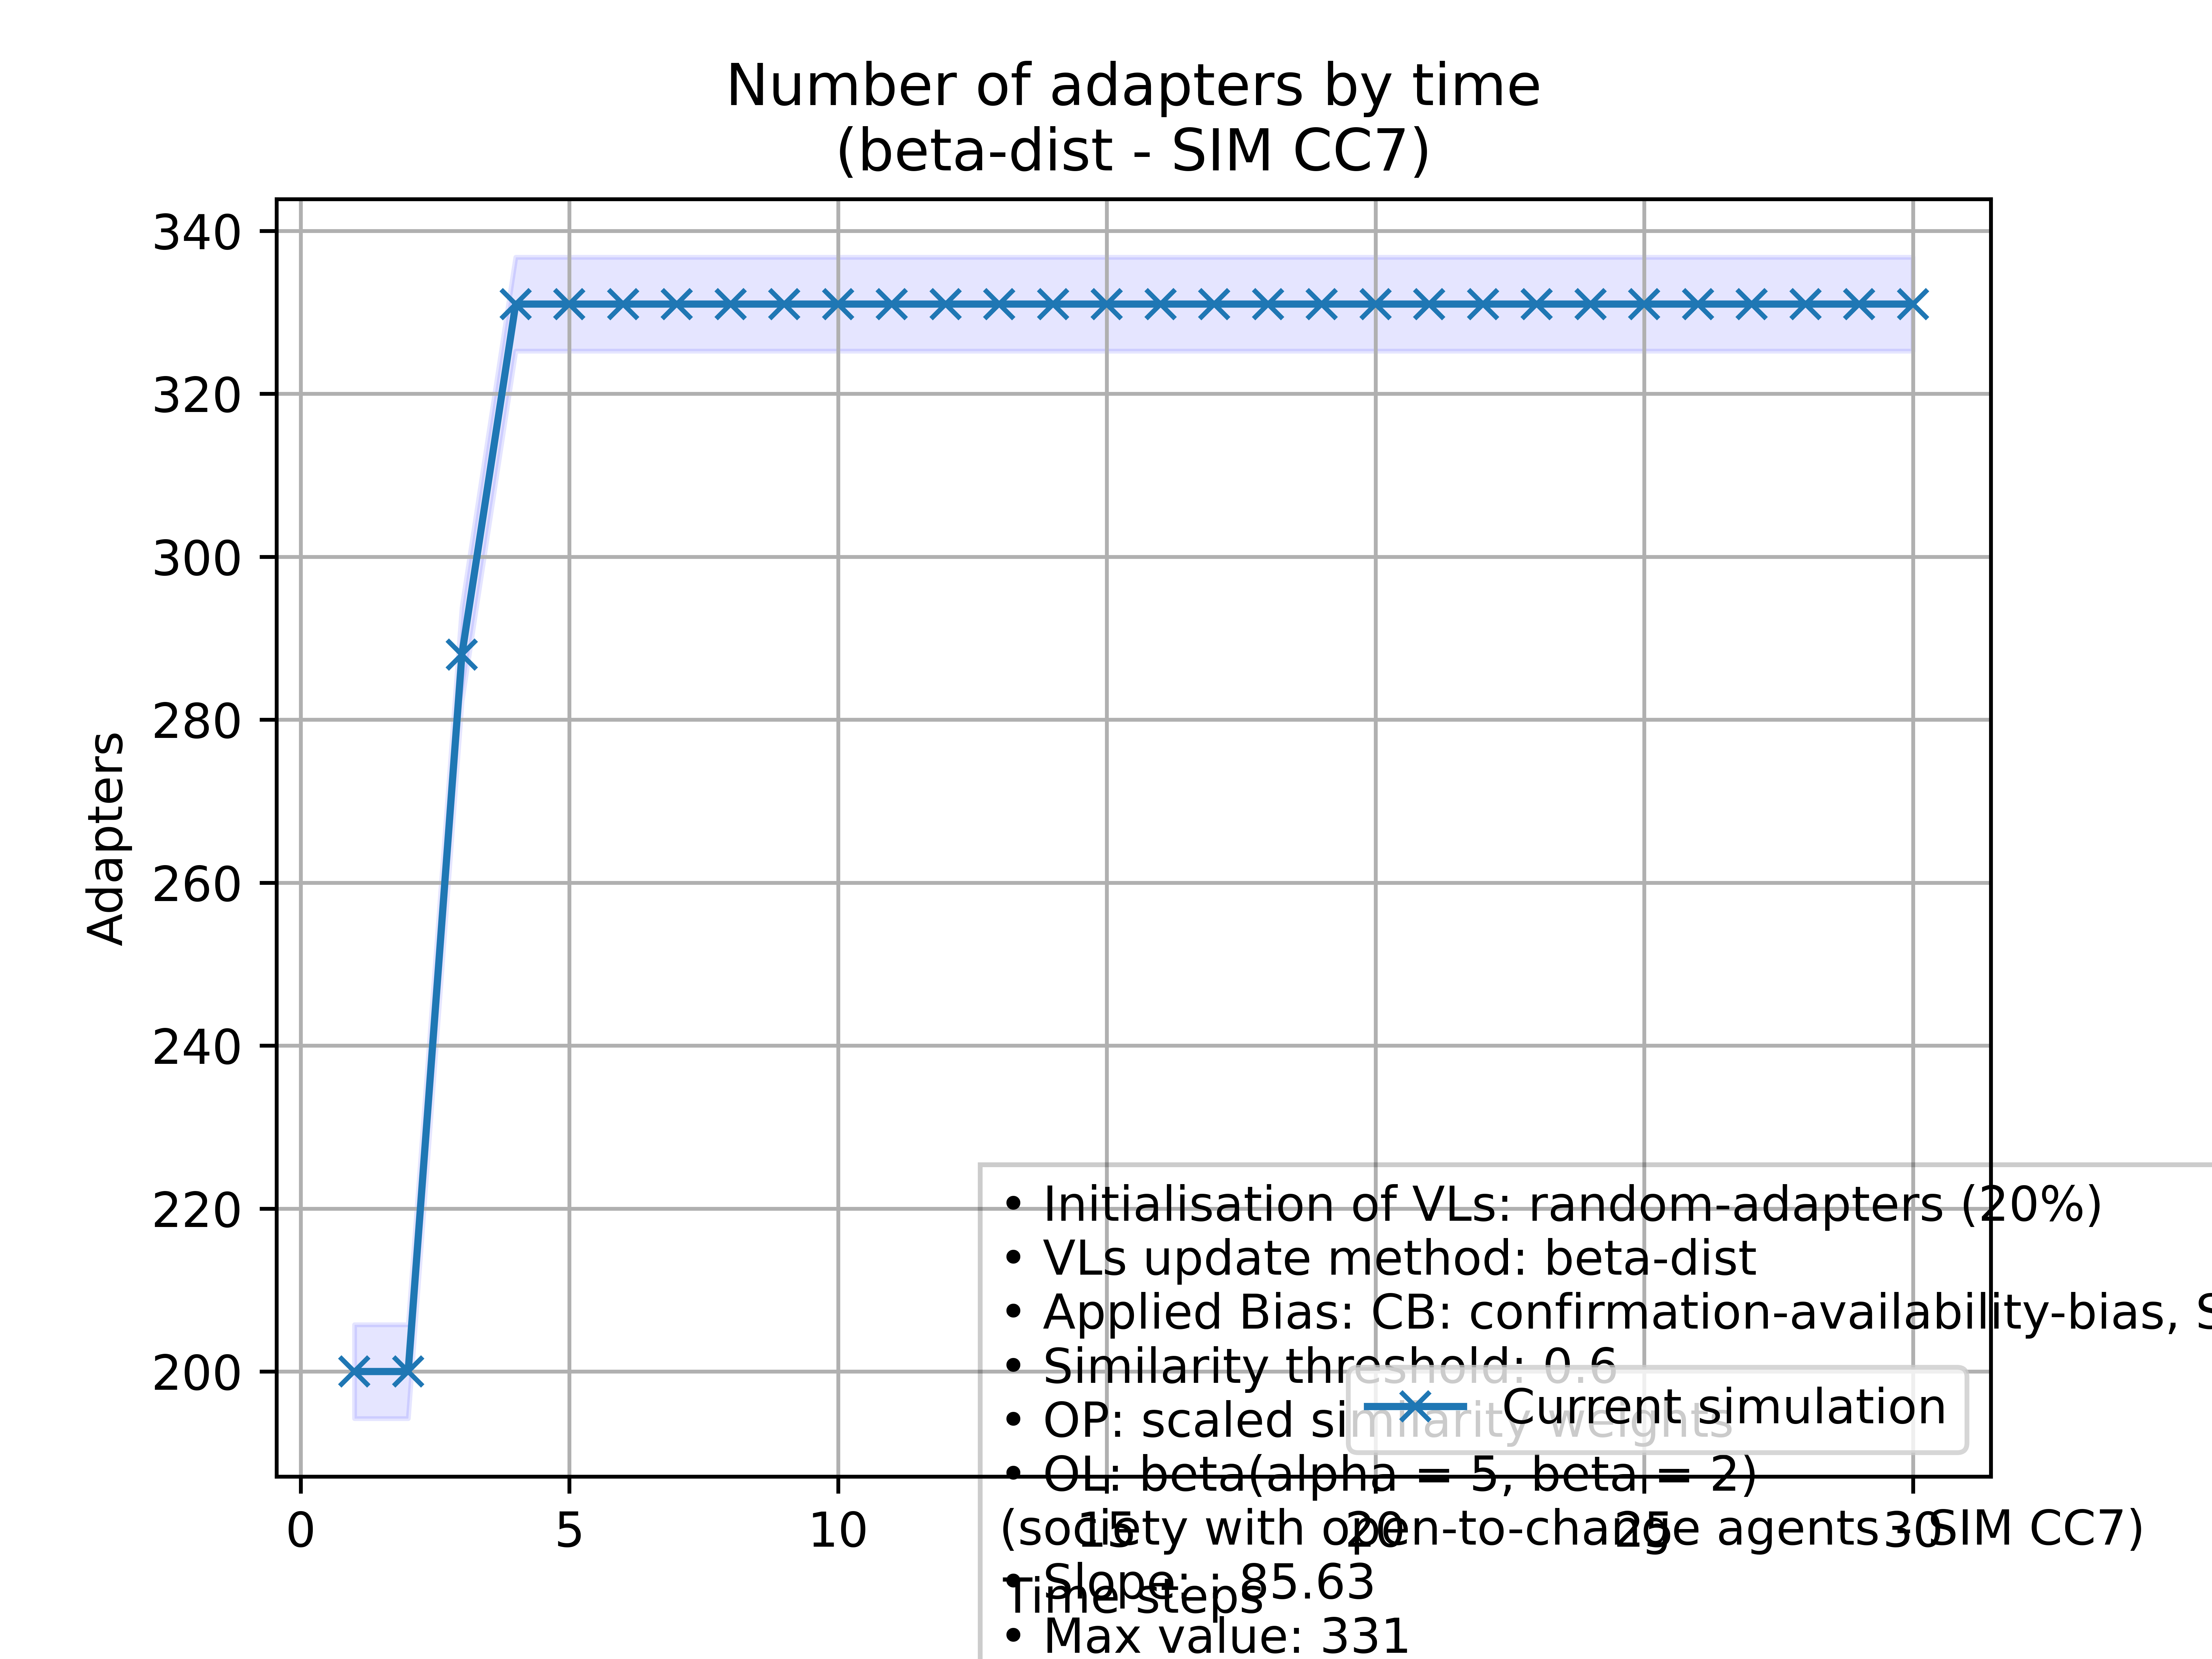 Number of adapters by time
(beta-dist - SIM CC7)
340
320
300
280
260
240
220
200
Adapters
• Initialisation of VLs: random-adapters (20%)
• VLs update method: beta-dist
• Applied Bias: CB: confirmation-availability-bias,
• Similarity threshold: 0.6
• OP: scaled similarity weights
Current simulation
• OL: beta(alpha = 5, beta = 2)
0 5 10 15 20 25 30
(society with open-to-change agents - SIM CC7)
• Slope: : 85.63
Time steps
• Max value: 331